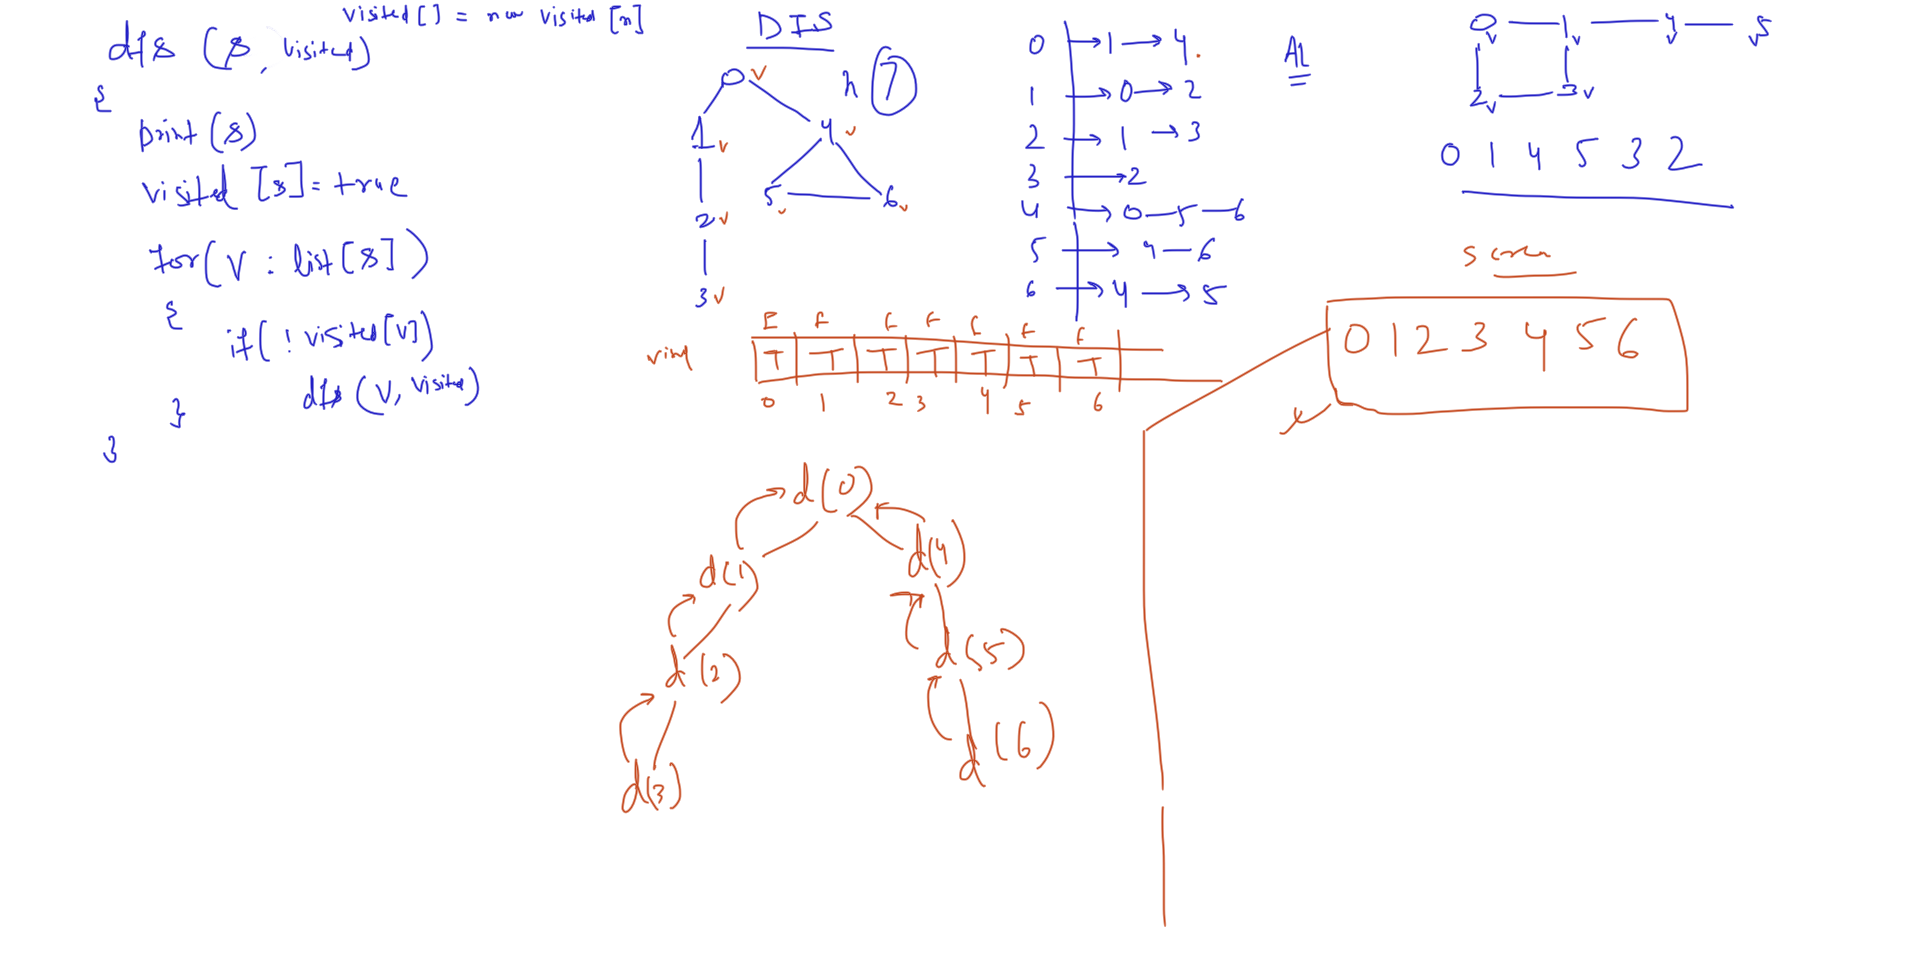 visited[] = new visited[n]
dfs (s, visited)
{
print(s)
visited [s]= true
for(v : list[s])
{
if( ! visited[v])
dfs (v, visited)
}
}
DFS
n 7
0 v
1 v
4 v
5 v
6 v
2 v
3 v
0 → 1 → 4.
1 → 0 → 2
2 → 1 → 3
3 → 2
4 → 0 — 5 — 6
5 → 4 — 6
6 → 4 → 5
AL
0 v 1 v 4 v 5 v
2 v 3 v
0 1 4 5 3 2
screen
0 1 2 3 4 5 6
F F F F F F F
T T T T T T T
0 1 2 3 4 5 6
d(0)
d(1) d(4)
d(2) d(5)
d(3) d(6)